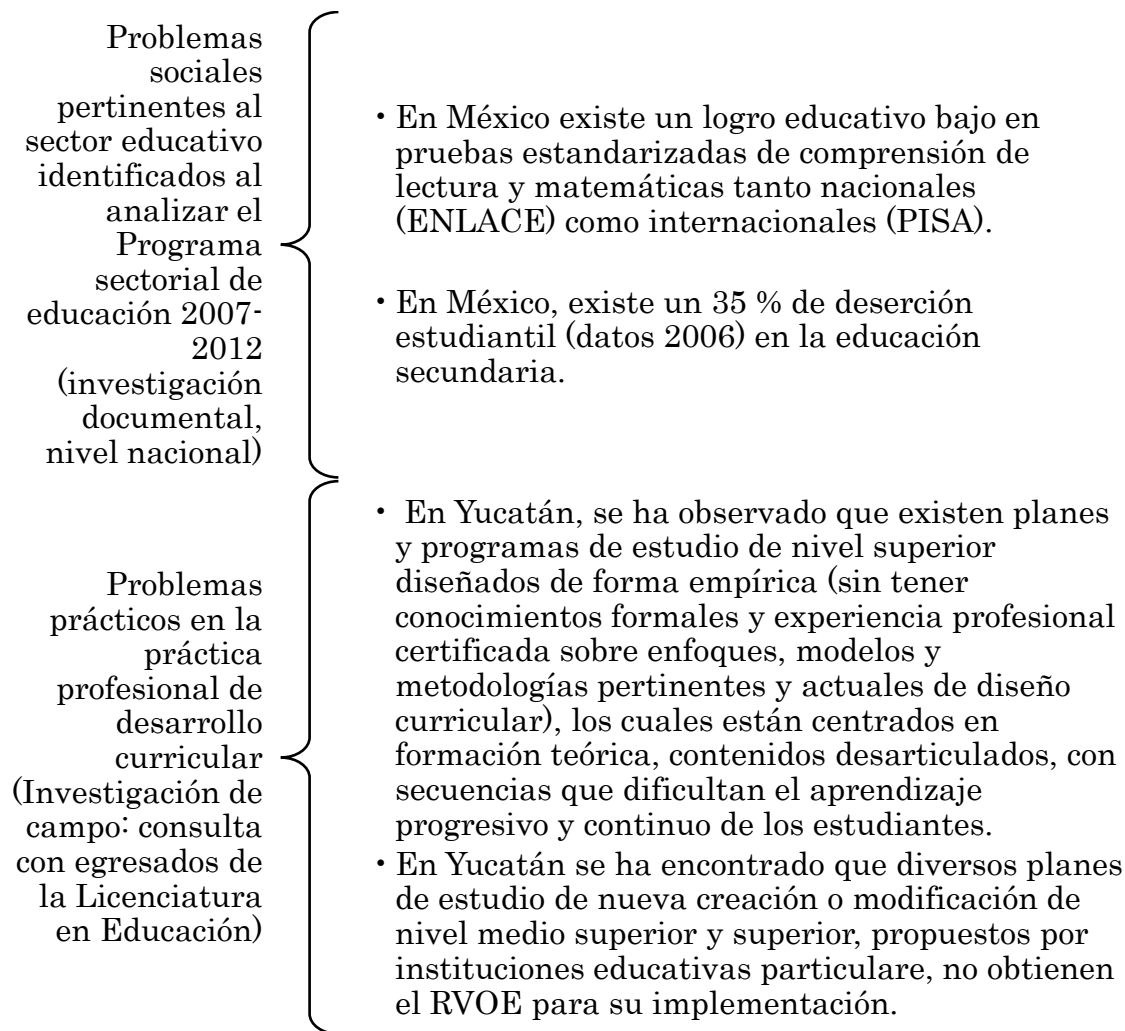 Problemas
sociales
pertinentes al
sector educativo
identificados al
analizar el
Programa
sectorial de
educación 2007-
2012
(investigación
documental,
nivel nacional)
• En México existe un logro educativo bajo en
pruebas estandarizadas de comprensión de
lectura y matemáticas tanto nacionales
(ENLACE) como internacionales (PISA).
• En México, existe un 35 % de deserción
estudiantil (datos 2006) en la educación
secundaria.
Problemas
prácticos en la
práctica
profesional de
desarrollo
curricular
(Investigación de
campo: consulta
con egresados de
la Licenciatura
en Educación)
• En Yucatán, se ha observado que existen planes
y programas de estudio de nivel superior
diseñados de forma empírica (sin tener
conocimientos formales y experiencia profesional
certificada sobre enfoques, modelos y
metodologías pertinentes y actuales de diseño
curricular), los cuales están centrados en
formación teórica, contenidos desarticulados, con
secuencias que dificultan el aprendizaje
progresivo y continuo de los estudiantes.
• En Yucatán se ha encontrado que diversos planes
de estudio de nueva creación o modificación de
nivel medio superior y superior, propuestos por
instituciones educativas particulare, no obtienen
el RVOE para su implementación.